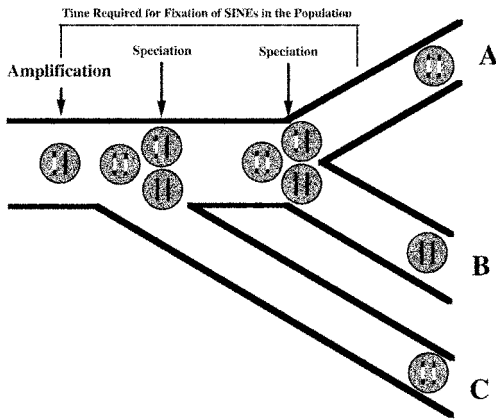 Time Required for Fixation of SINEs in the Population
Speciation
Speciation
Amplification
A
B
C